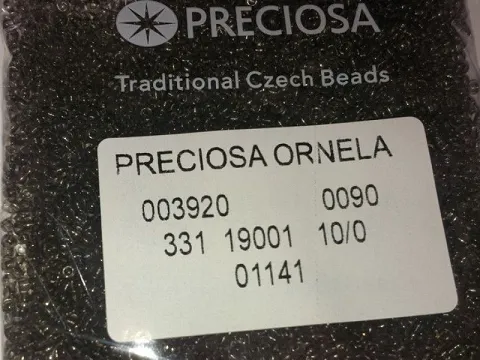 PRECIOSA
Traditional Czech Beads
PRECIOSA ORNELA
003920 0090
331 19001 10/0
01141